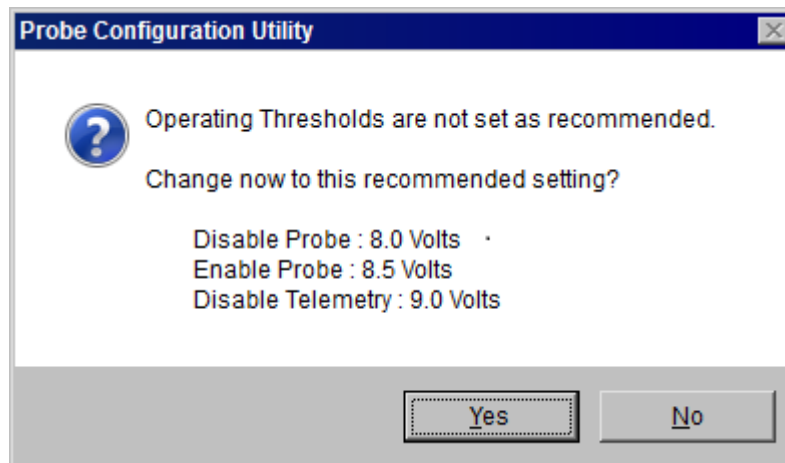 Probe Configuration Utility
Operating Thresholds are not set as recommended.
Change now to this recommended setting?
Disable Probe : 8.0 Volts
Enable Probe : 8.5 Volts
Disable Telemetry : 9.0 Volts
Yes
No